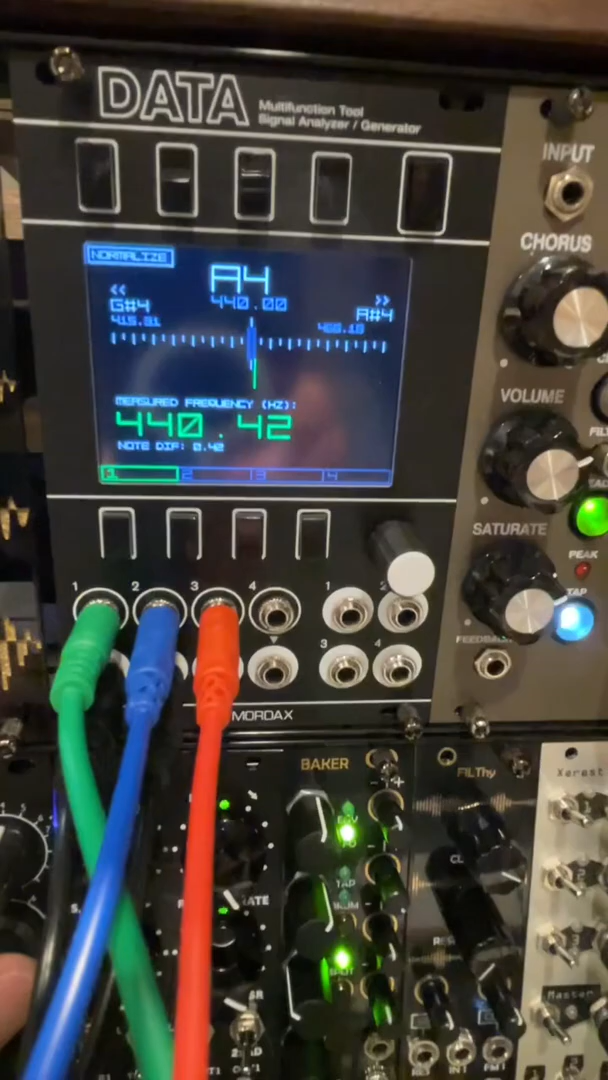 DATA
Multifunction Tool
Signal Analyzer / Generator
NORMALIZE
A4
<< 440.00 >>
G#4 A#4
415.31 466.16
MEASURED FREQUENCY (HZ):
440.42
NOTE DIF: 0.42
1 2 3 4
1 2 3 4 1 2
3 4
MORDAX
INPUT
CHORUS
VOLUME
SATURATE
PEAK
TAP
FEEDBACK
BAKER
FILThy
TAP